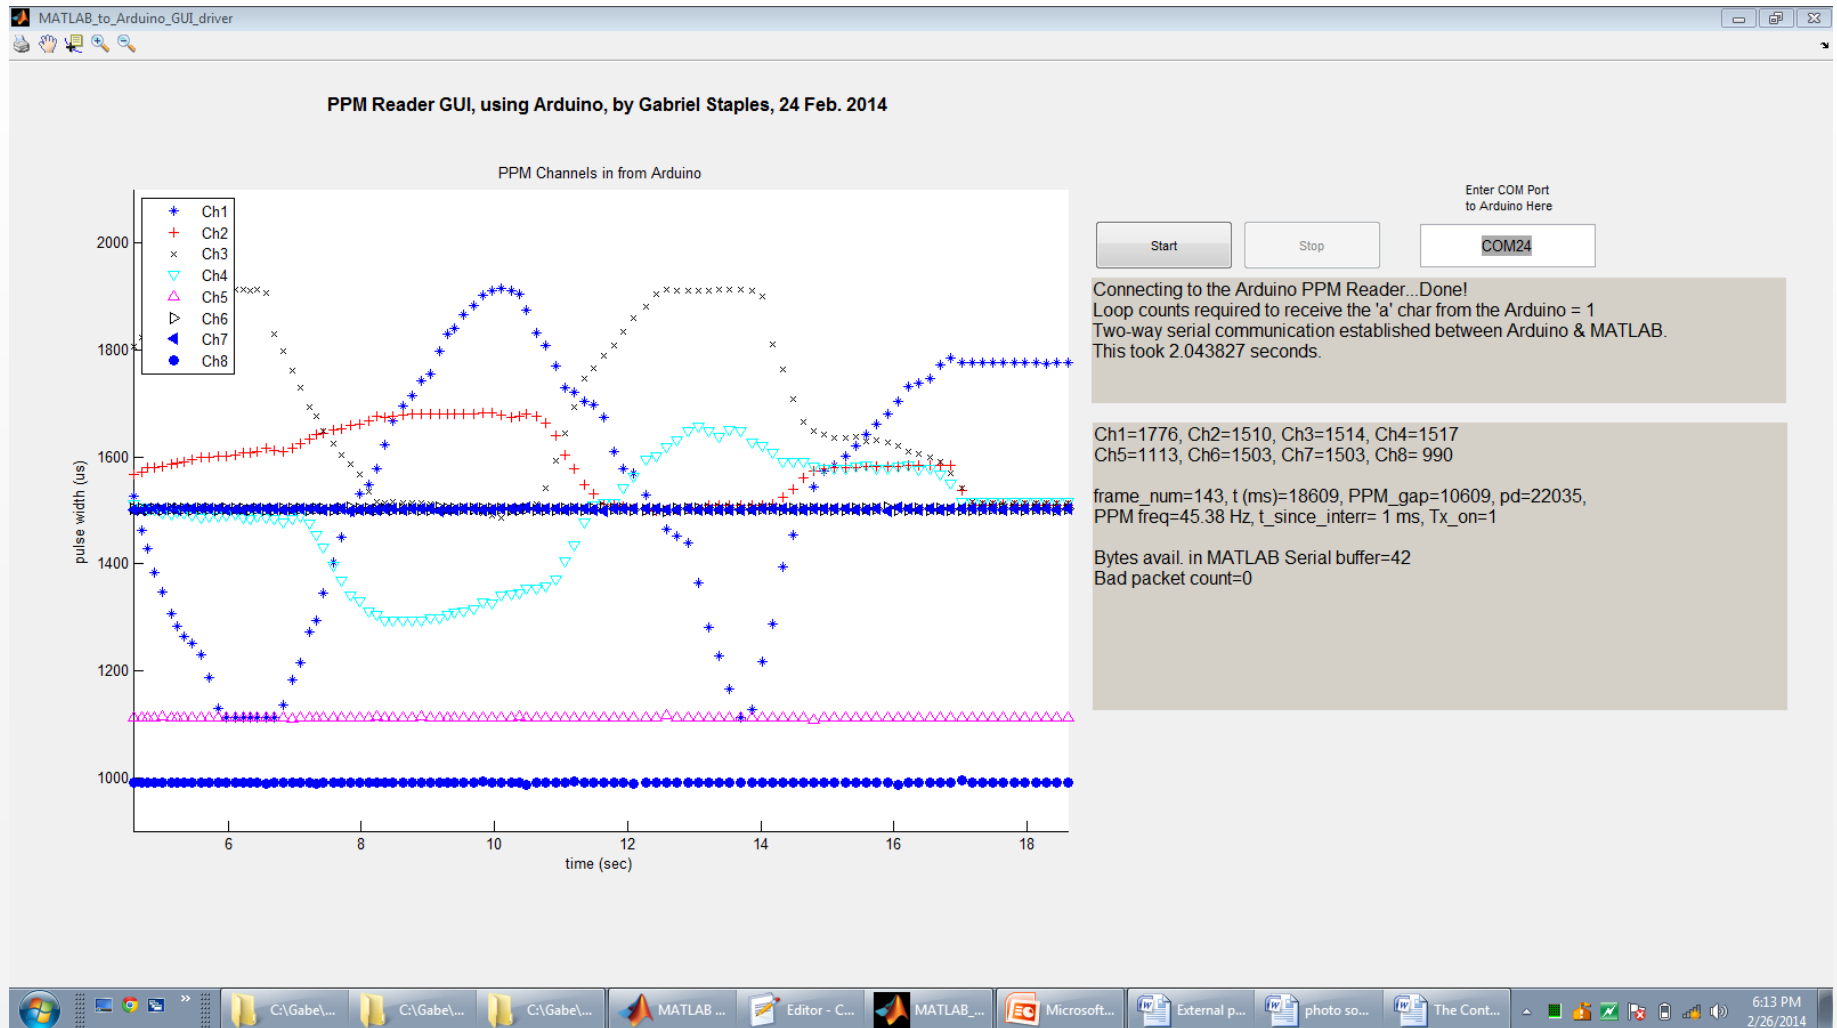 MATLAB_to_Arduino_GUI_driver
PPM Reader GUI, using Arduino, by Gabriel Staples, 24 Feb. 2014
PPM Channels in from Arduino
Ch1
Ch2
Ch3
Ch4
Ch5
Ch6
Ch7
Ch8
2000
1800
1600
1400
1200
1000
pulse width (us)
6 8 10 12 14 16 18
time (sec)
Enter COM Port
to Arduino Here
Start Stop COM24
Connecting to the Arduino PPM Reader...Done!
Loop counts required to receive the 'a' char from the Arduino = 1
Two-way serial communication established between Arduino & MATLAB.
This took 2.043827 seconds.
Ch1=1776, Ch2=1510, Ch3=1514, Ch4=1517
Ch5=1113, Ch6=1503, Ch7=1503, Ch8= 990
frame_num=143, t (ms)=18609, PPM_gap=10609, pd=22035,
PPM freq=45.38 Hz, t_since_interr= 1 ms, Tx_on=1
Bytes avail. in MATLAB Serial buffer=42
Bad packet count=0
C:\Gabe\... C:\Gabe\... C:\Gabe\... MATLAB ... Editor - C... MATLAB_... Microsoft... External p... photo so... The Cont...
6:13 PM
2/26/2014